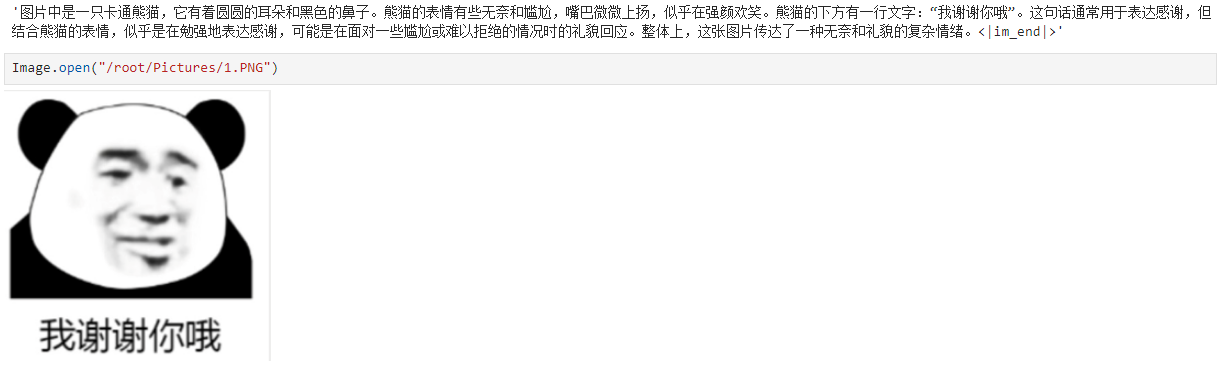 '图片中是一只卡通熊猫，它有着圆圆的耳朵和黑色的鼻子。熊猫的表情有些无奈和尴尬，嘴巴微微上扬，似乎在强颜欢笑。熊猫的下方有一行文字：“我谢谢你哦”。这句话通常用于表达感谢，但
结合熊猫的表情，似乎是在勉强地表达感谢，可能是在面对一些尴尬或难以拒绝的情况时的礼貌回应。整体上，这张图片传达了一种无奈和礼貌的复杂情绪。<|im_end|>'
Image.open("/root/Pictures/1.PNG")
我谢谢你哦